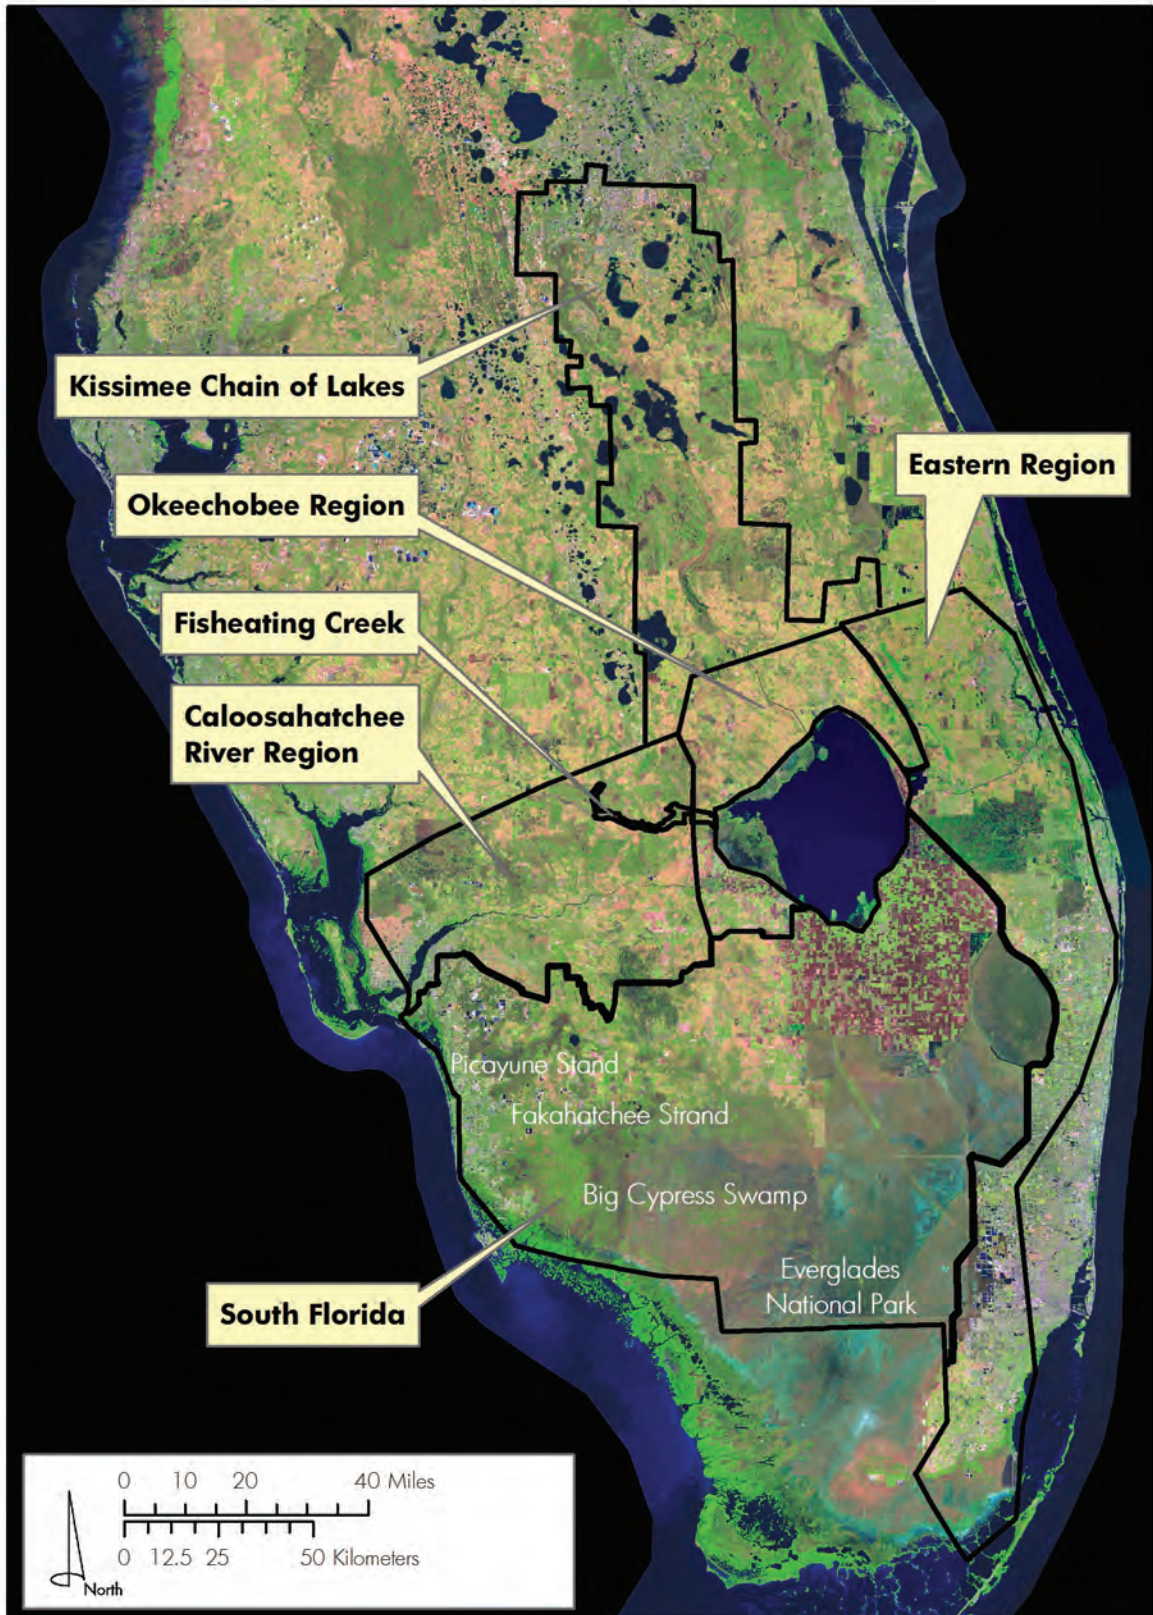 Kissimee Chain of Lakes
Eastern Region
Okeechobee Region
Fisheating Creek
Caloosahatchee
River Region
Picayune Stand
Fakahatchee Strand
Big Cypress Swamp
Everglades
National Park
South Florida
0 10 20 40 Miles
0 12.5 25 50 Kilometers
North